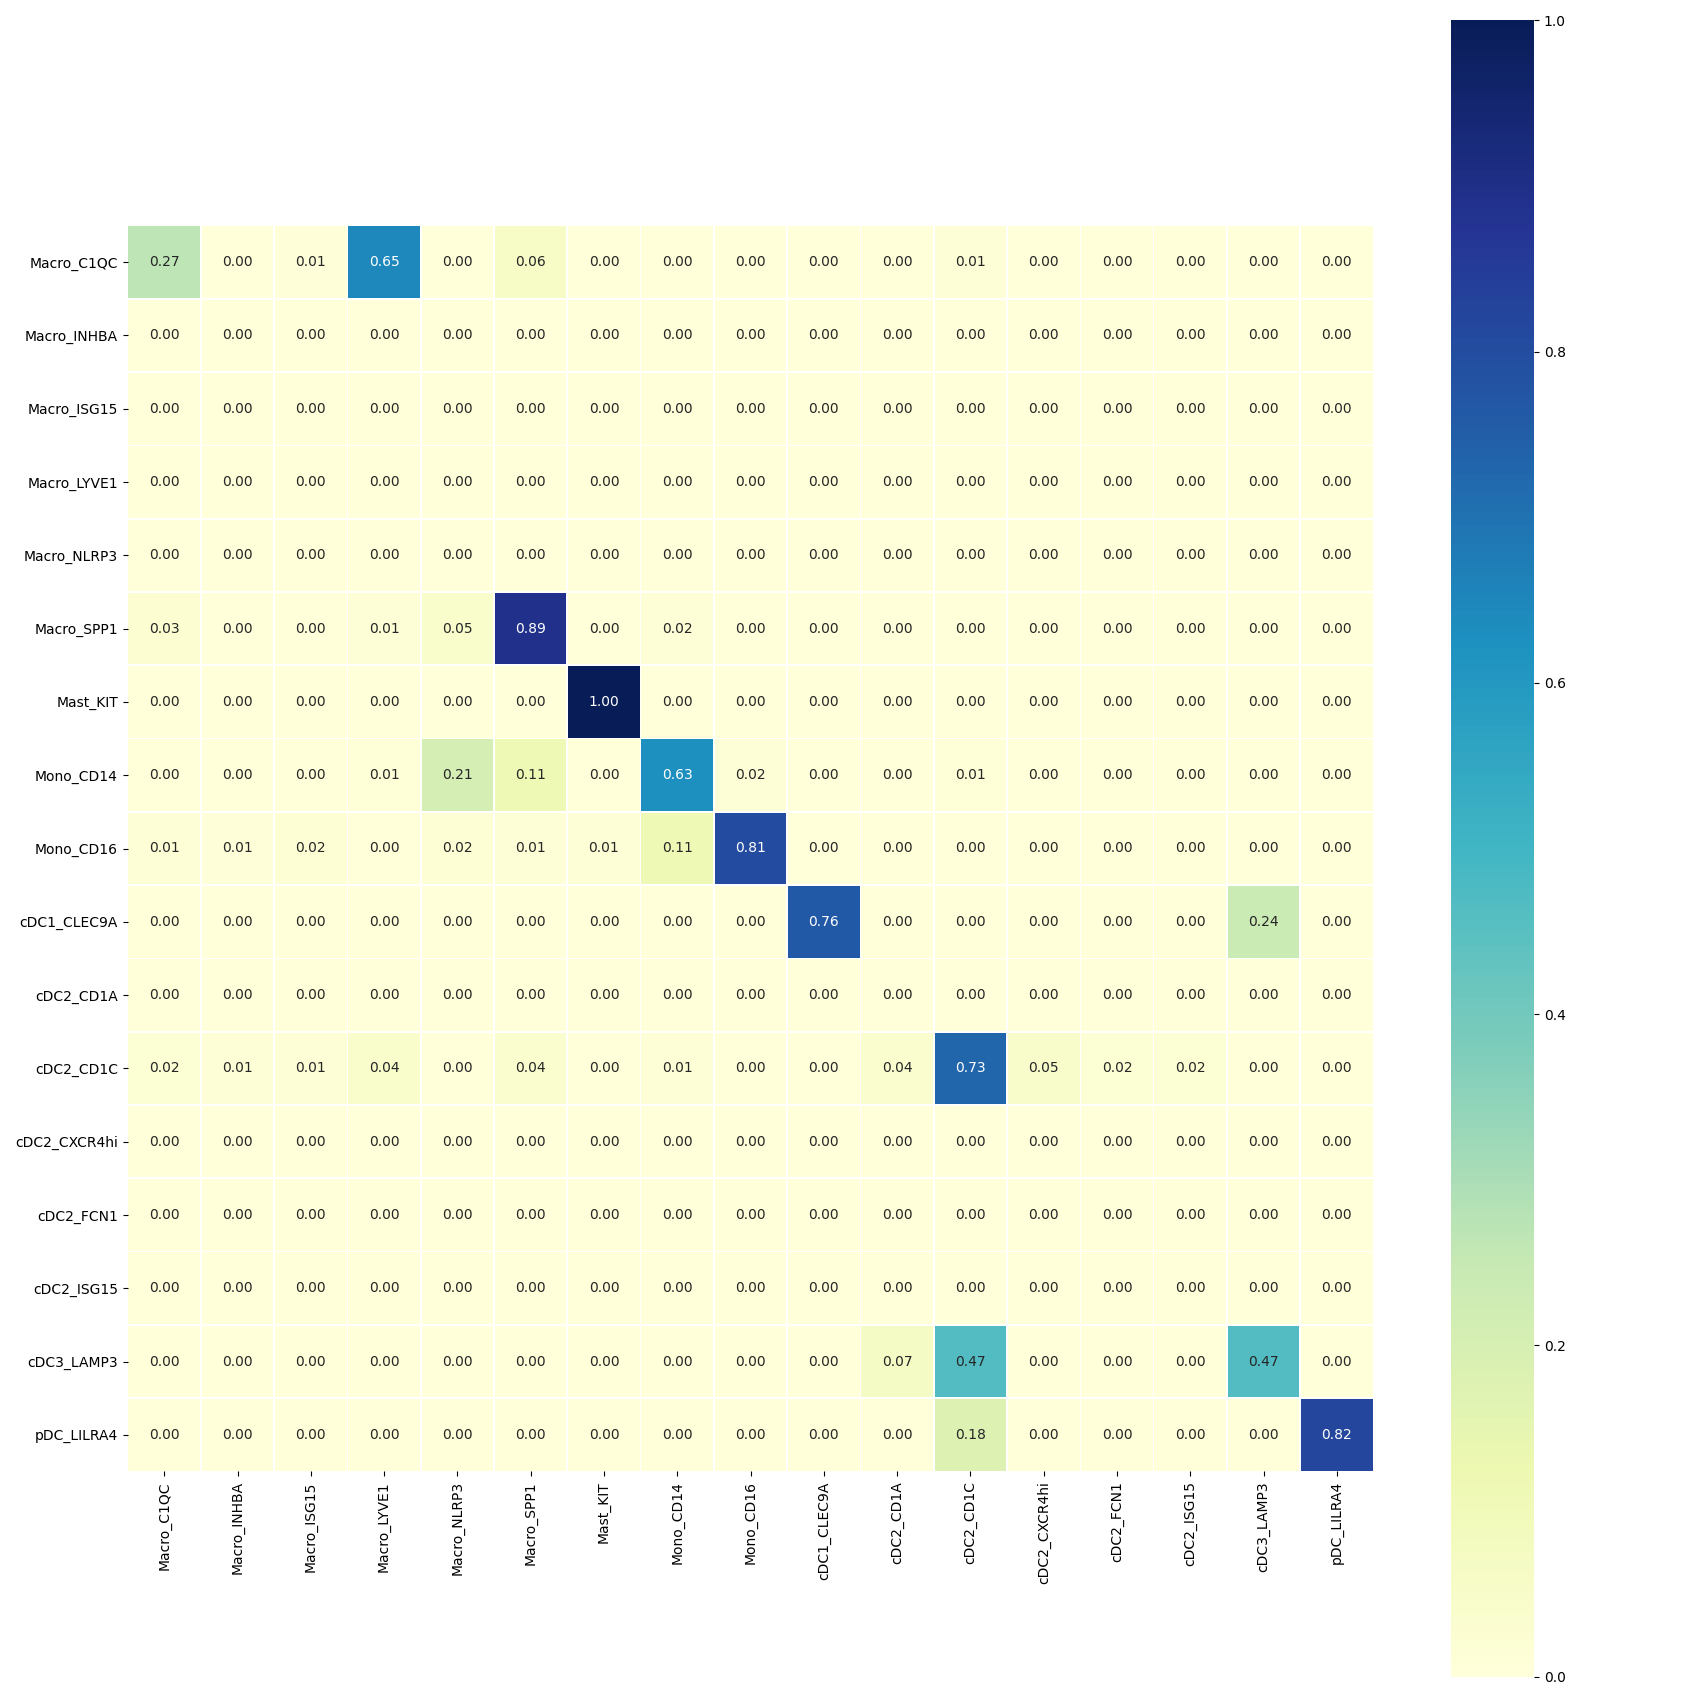 1.0
Macro_C1QC 0.27 0.00 0.01 0.65 0.00 0.06 0.00 0.00 0.00 0.00 0.00 0.01 0.00 0.00 0.00 0.00 0.00
Macro_INHBA 0.00 0.00 0.00 0.00 0.00 0.00 0.00 0.00 0.00 0.00 0.00 0.00 0.00 0.00 0.00 0.00 0.00
0.8
Macro_ISG15 0.00 0.00 0.00 0.00 0.00 0.00 0.00 0.00 0.00 0.00 0.00 0.00 0.00 0.00 0.00 0.00 0.00
Macro_LYVE1 0.00 0.00 0.00 0.00 0.00 0.00 0.00 0.00 0.00 0.00 0.00 0.00 0.00 0.00 0.00 0.00 0.00
Macro_NLRP3 0.00 0.00 0.00 0.00 0.00 0.00 0.00 0.00 0.00 0.00 0.00 0.00 0.00 0.00 0.00 0.00 0.00
Macro_SPP1 0.03 0.00 0.00 0.01 0.05 0.89 0.00 0.02 0.00 0.00 0.00 0.00 0.00 0.00 0.00 0.00 0.00
0.6
Mast_KIT 0.00 0.00 0.00 0.00 0.00 0.00 1.00 0.00 0.00 0.00 0.00 0.00 0.00 0.00 0.00 0.00 0.00
Mono_CD14 0.00 0.00 0.00 0.01 0.21 0.11 0.00 0.63 0.02 0.00 0.00 0.01 0.00 0.00 0.00 0.00 0.00
Mono_CD16 0.01 0.01 0.02 0.00 0.02 0.01 0.01 0.11 0.81 0.00 0.00 0.00 0.00 0.00 0.00 0.00 0.00
cDC1_CLEC9A 0.00 0.00 0.00 0.00 0.00 0.00 0.00 0.00 0.00 0.76 0.00 0.00 0.00 0.00 0.00 0.24 0.00
cDC2_CD1A 0.00 0.00 0.00 0.00 0.00 0.00 0.00 0.00 0.00 0.00 0.00 0.00 0.00 0.00 0.00 0.00 0.00
0.4
cDC2_CD1C 0.02 0.01 0.01 0.04 0.00 0.04 0.00 0.01 0.00 0.00 0.04 0.73 0.05 0.02 0.02 0.00 0.00
cDC2_CXCR4hi 0.00 0.00 0.00 0.00 0.00 0.00 0.00 0.00 0.00 0.00 0.00 0.00 0.00 0.00 0.00 0.00 0.00
cDC2_FCN1 0.00 0.00 0.00 0.00 0.00 0.00 0.00 0.00 0.00 0.00 0.00 0.00 0.00 0.00 0.00 0.00 0.00
cDC2_ISG15 0.00 0.00 0.00 0.00 0.00 0.00 0.00 0.00 0.00 0.00 0.00 0.00 0.00 0.00 0.00 0.00 0.00
0.2
cDC3_LAMP3 0.00 0.00 0.00 0.00 0.00 0.00 0.00 0.00 0.00 0.00 0.07 0.47 0.00 0.00 0.00 0.47 0.00
pDC_LILRA4 0.00 0.00 0.00 0.00 0.00 0.00 0.00 0.00 0.00 0.00 0.00 0.18 0.00 0.00 0.00 0.00 0.82
Macro_C1QC
Macro_INHBA
Macro_ISG15
Macro_LYVE1
Macro_NLRP3
Macro_SPP1
Mast_KIT
Mono_CD14
Mono_CD16
cDC1_CLEC9A
cDC2_CD1A
cDC2_CD1C
cDC2_CXCR4hi
cDC2_FCN1
cDC2_ISG15
cDC3_LAMP3
pDC_LILRA4
0.0